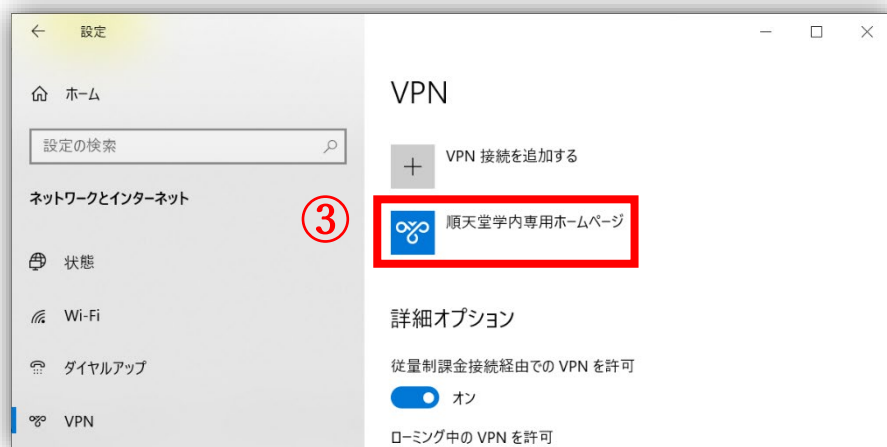 設定
ホーム
設定の検索
ネットワークとインターネット
状態
Wi-Fi
ダイヤルアップ
VPN
VPN
VPN 接続を追加する
③
順天堂学内専用ホームページ
詳細オプション
従量制課金接続経由での VPN を許可
オン
ローミング中の VPN を許可